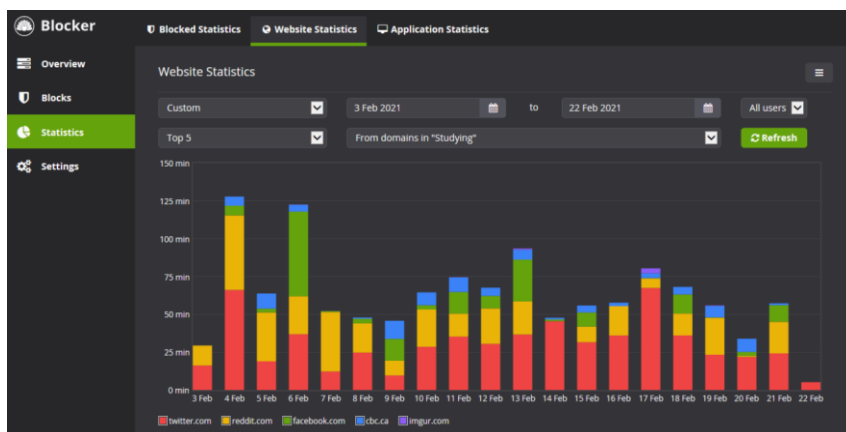 Blocker
Blocked Statistics Website Statistics Application Statistics
Overview
Blocks
Statistics
Settings
Website Statistics
Custom 3 Feb 2021 to 22 Feb 2021 All users
Top 5 From domains in "Studying" Refresh
150 min
125 min
100 min
75 min
50 min
25 min
0 min
3 Feb 4 Feb 5 Feb 6 Feb 7 Feb 8 Feb 9 Feb 10 Feb 11 Feb 12 Feb 13 Feb 14 Feb 15 Feb 16 Feb 17 Feb 18 Feb 19 Feb 20 Feb 21 Feb 22 Feb
twitter.com reddit.com facebook.com cbc.ca imgur.com